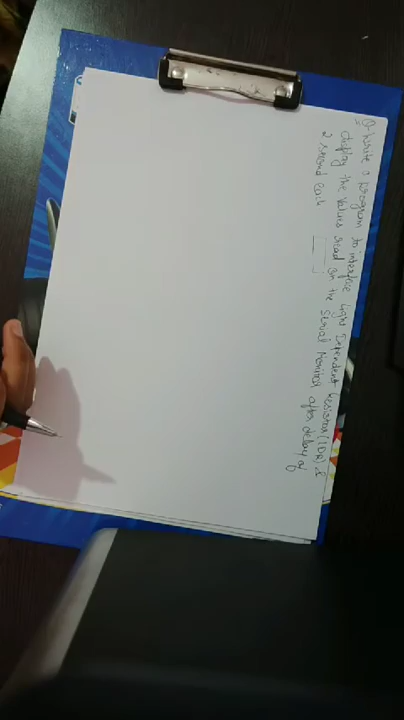 Q- Write a program to interface Light Dependent Resistor (LDR) &
display the values read on the Serial Monitor after delay of
2 second each